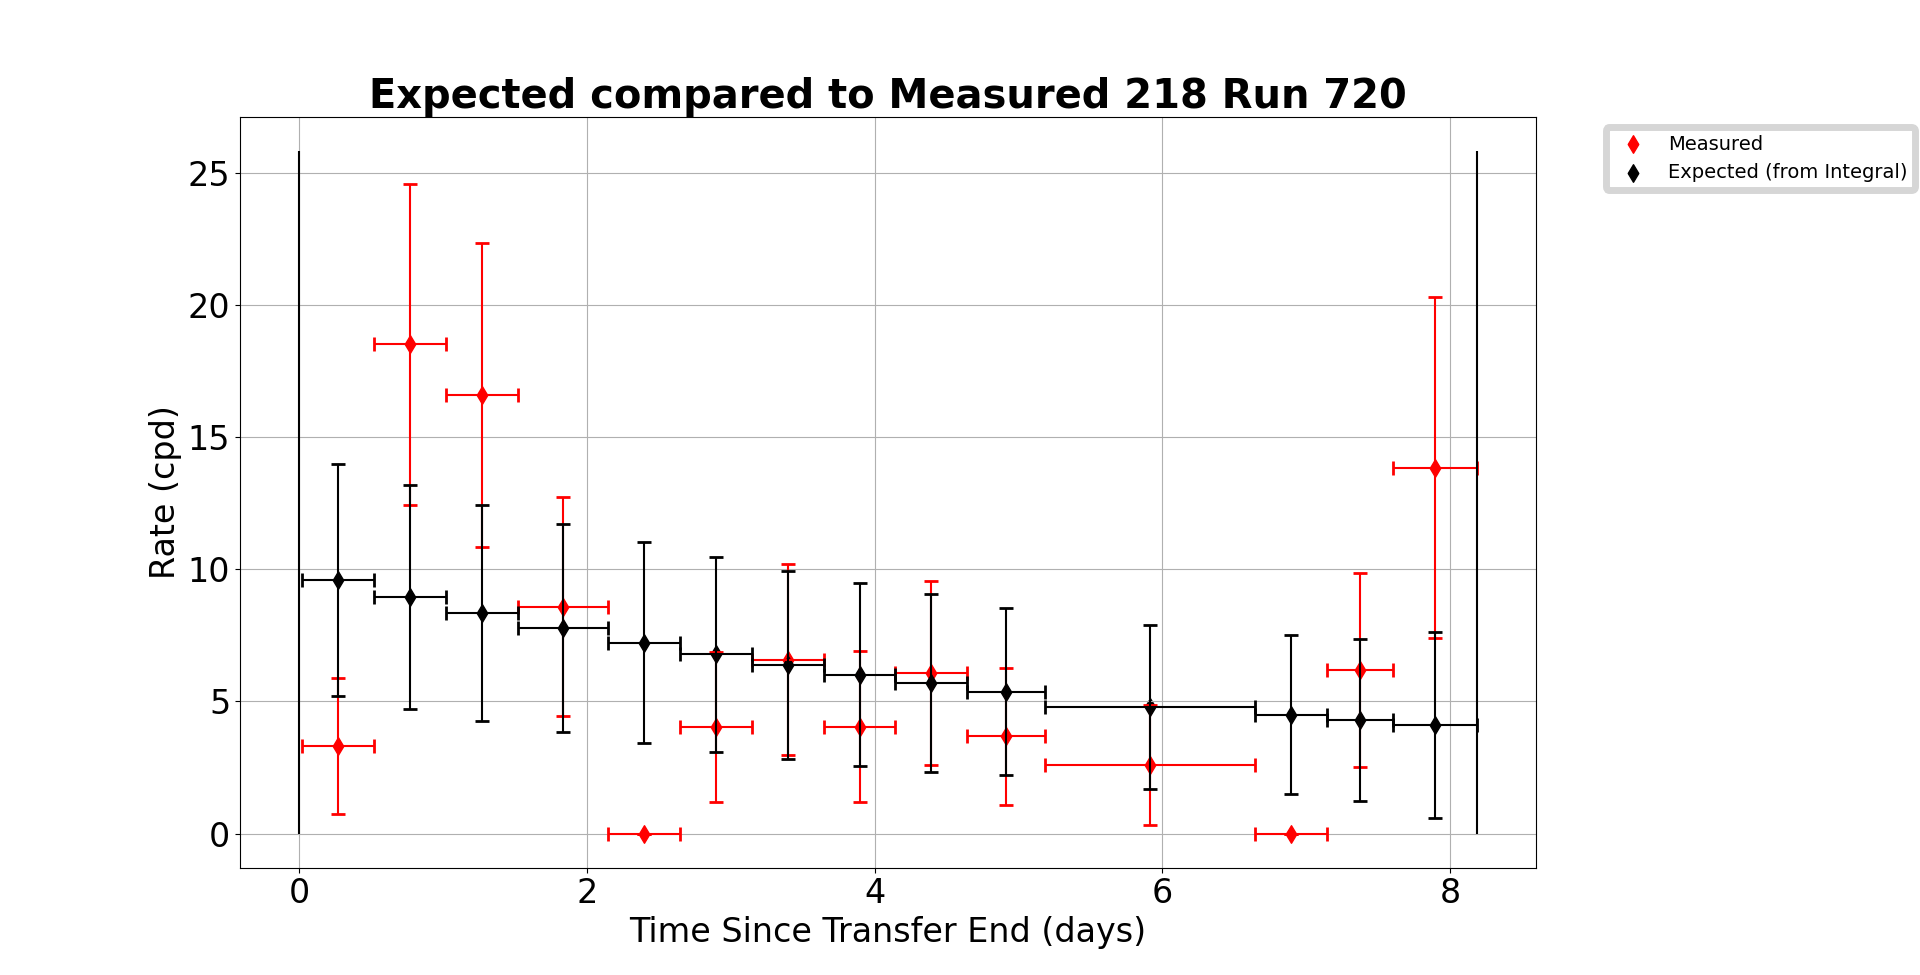 Expected compared to Measured 218 Run 720
Measured
Expected (from Integral)
25
20
15
10
5
0
Rate (cpd)
0 2 4 6 8
Time Since Transfer End (days)